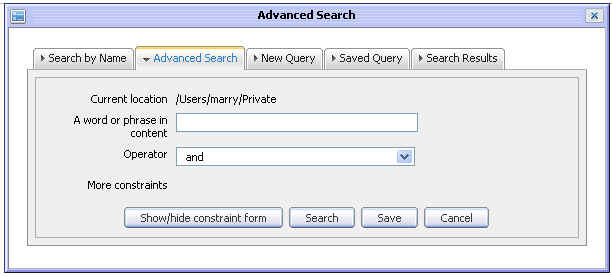 Advanced Search
Search by Name
Advanced Search
New Query
Saved Query
Search Results
Current location /Users/marry/Private
A word or phrase in
content
Operator and
More constraints
Show/hide constraint form Search Save Cancel